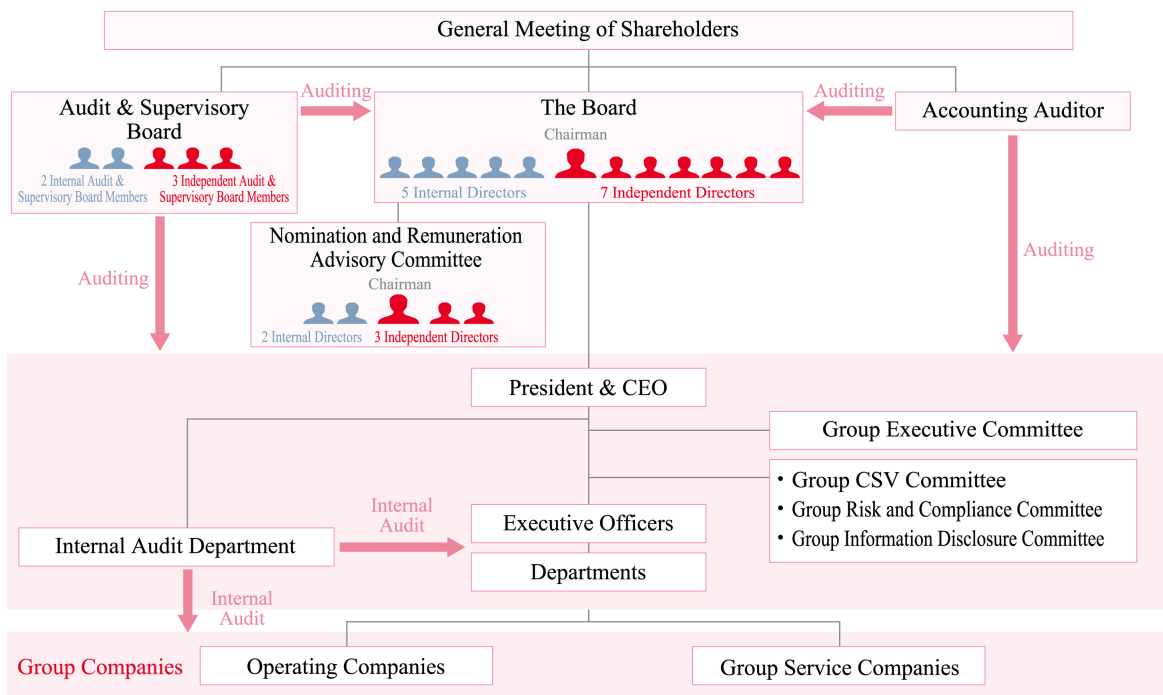 General Meeting of Shareholders
Auditing
Auditing
Audit & Supervisory
Board
2 Internal Audit &
Supervisory Board Members
3 Independent Audit &
Supervisory Board Members
The Board
Chairman
5 Internal Directors
7 Independent Directors
Accounting Auditor
Auditing
Nomination and Remuneration
Advisory Committee
Chairman
2 Internal Directors
3 Independent Directors
Auditing
President & CEO
Group Executive Committee
• Group CSV Committee
• Group Risk and Compliance Committee
• Group Information Disclosure Committee
Internal Audit Department
Internal
Audit
Executive Officers
Departments
Internal
Audit
Group Companies
Operating Companies
Group Service Companies